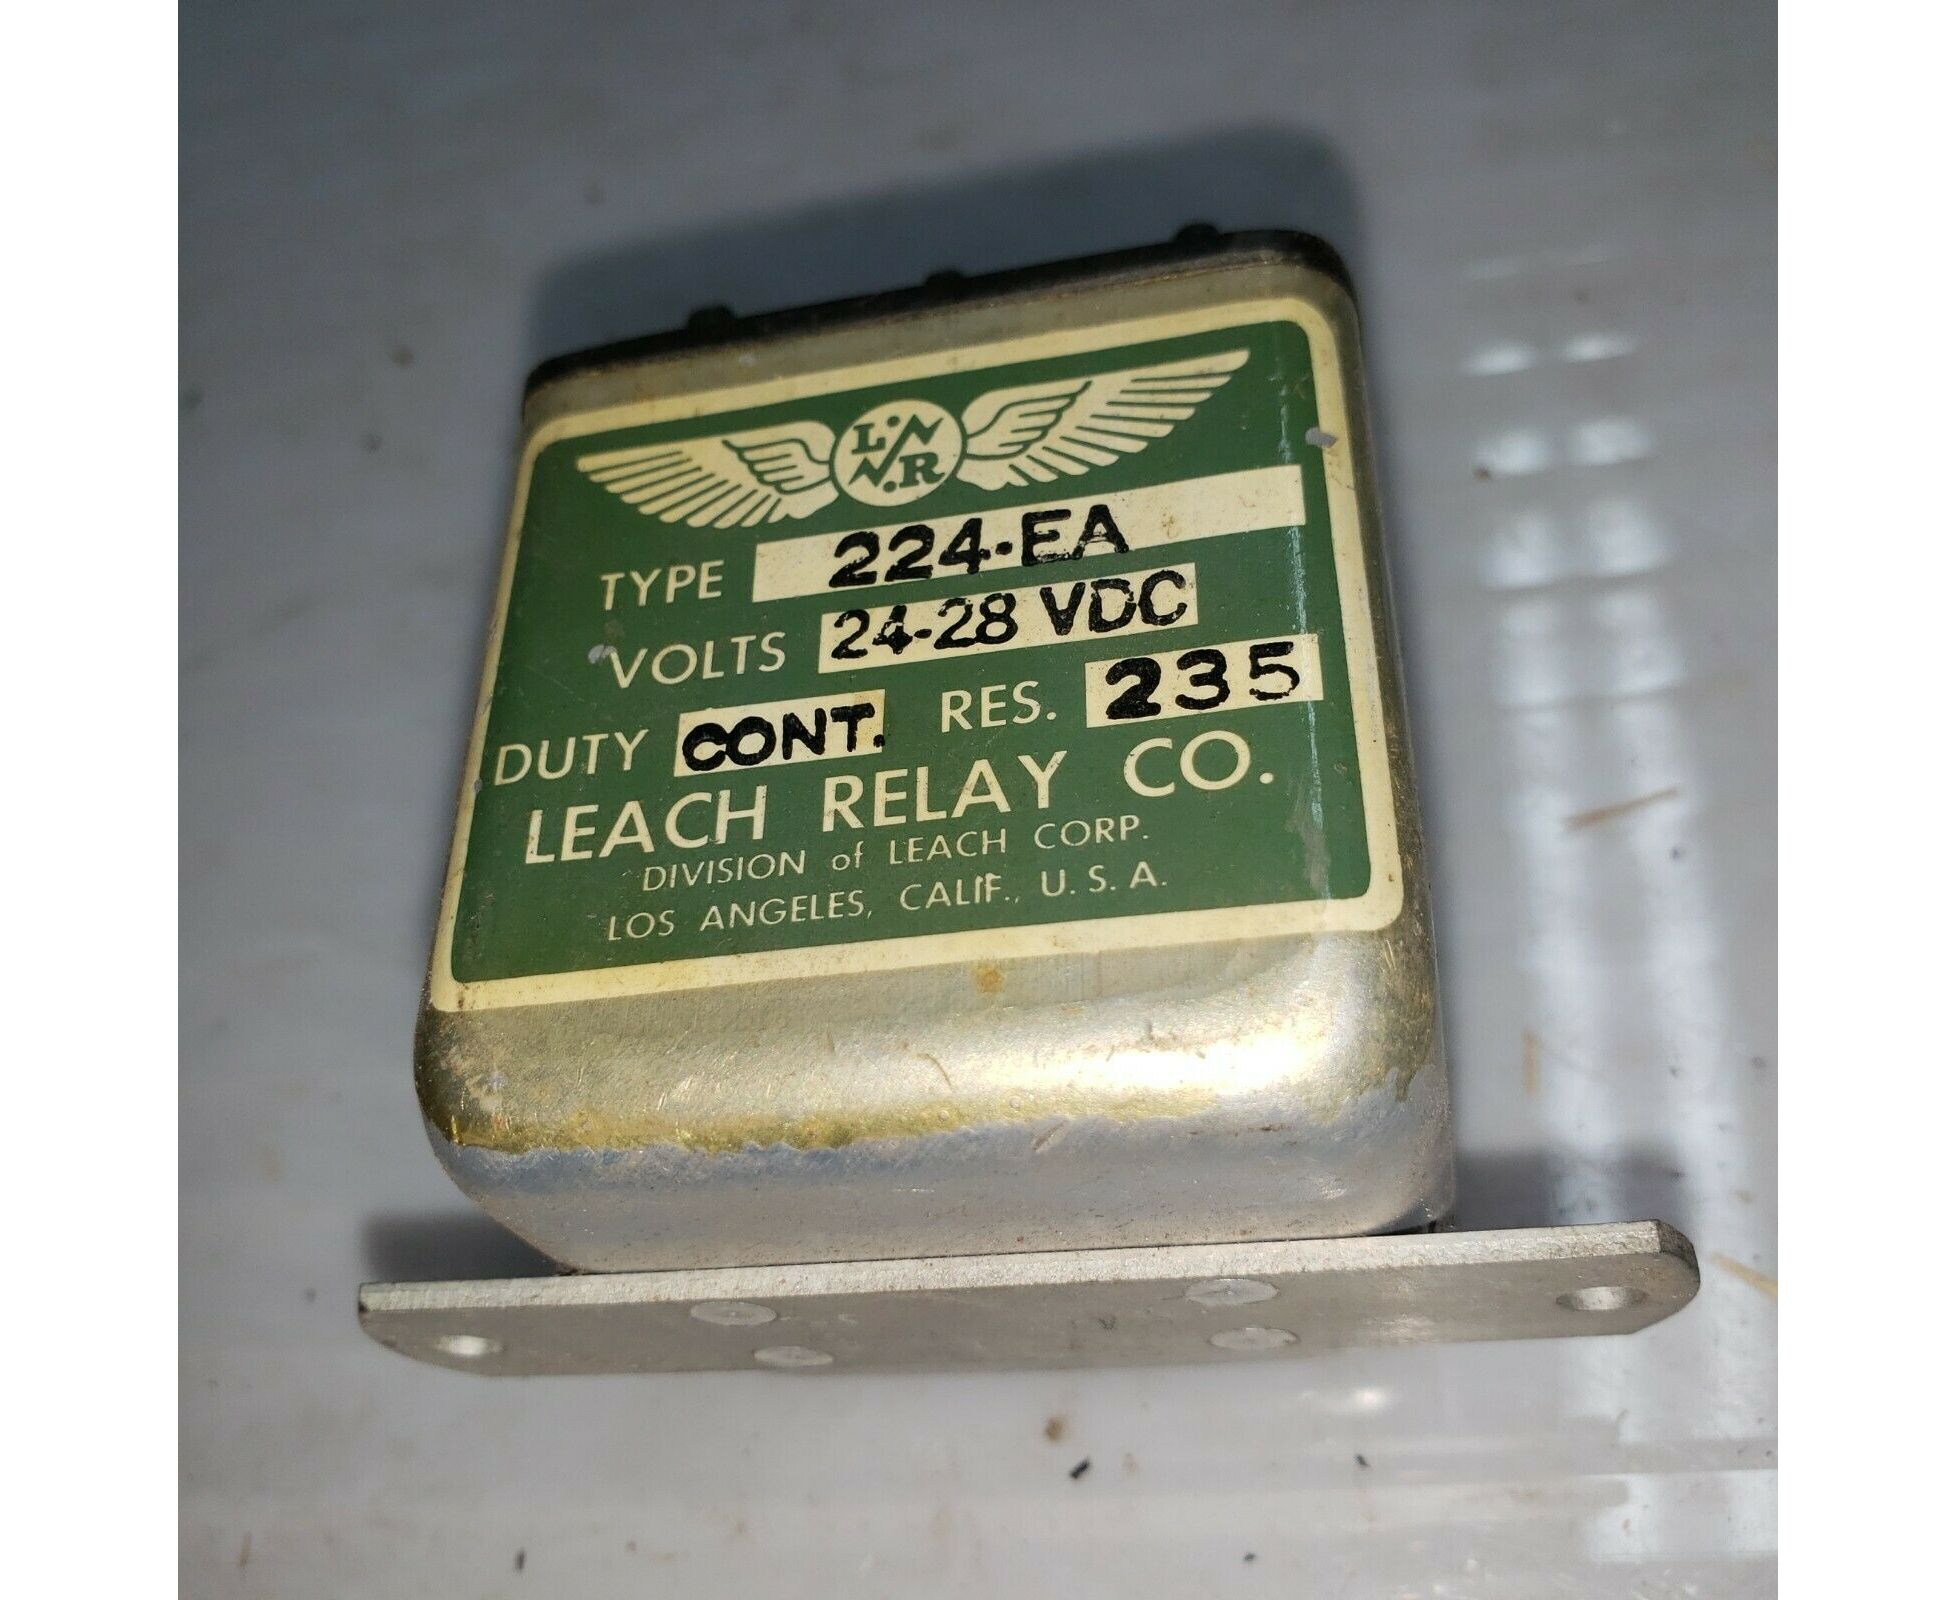 L R
TYPE 224-EA
VOLTS 24-28 VDC
DUTY CONT. RES. 235
LEACH RELAY CO.
DIVISION of LEACH CORP.
LOS ANGELES, CALIF., U.S.A.